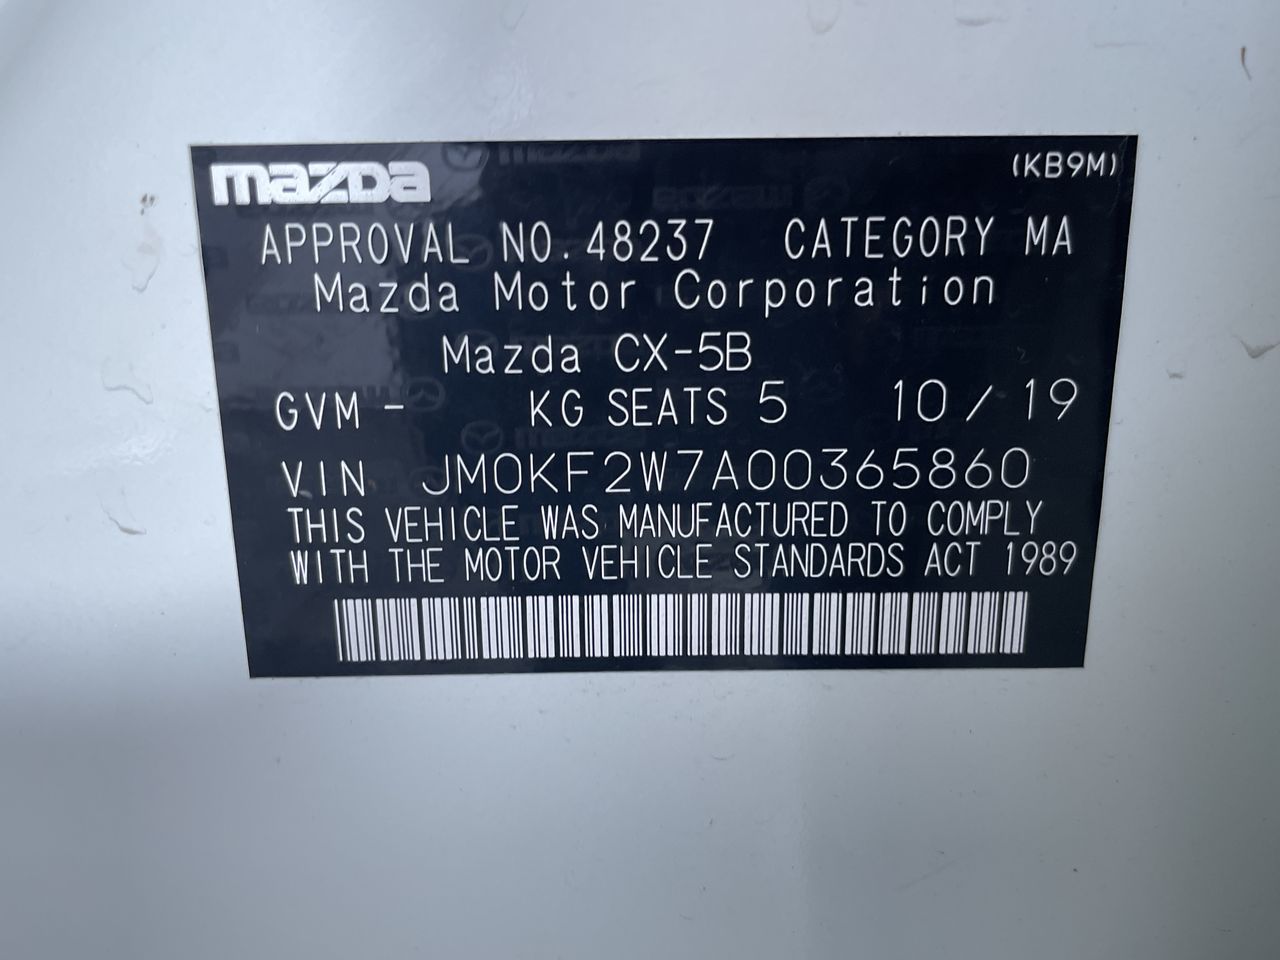 mazda (KB9M)
APPROVAL NO. 48237 CATEGORY MA
Mazda Motor Corporation
Mazda CX-5B
GVM - KG SEATS 5 10 / 19
VIN JM0KF2W7A00365860
THIS VEHICLE WAS MANUFACTURED TO COMPLY
WITH THE MOTOR VEHICLE STANDARDS ACT 1989